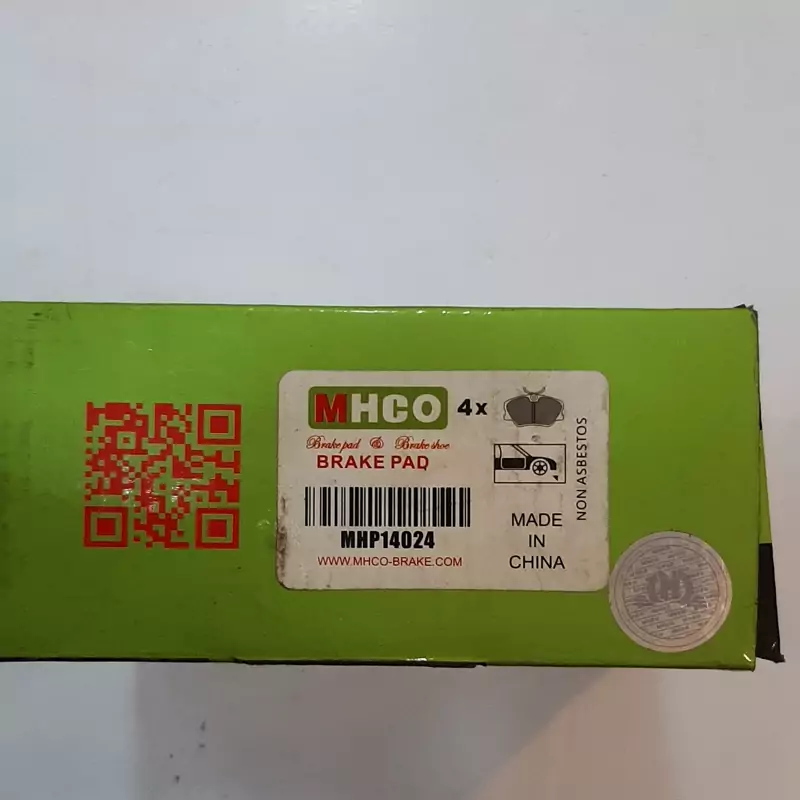 MHCO 4x
Brake pad & Brake shoe
BRAKE PAD
MHP14024
WWW.MHCO-BRAKE.COM
MADE
IN
CHINA
NON ASBESTOS